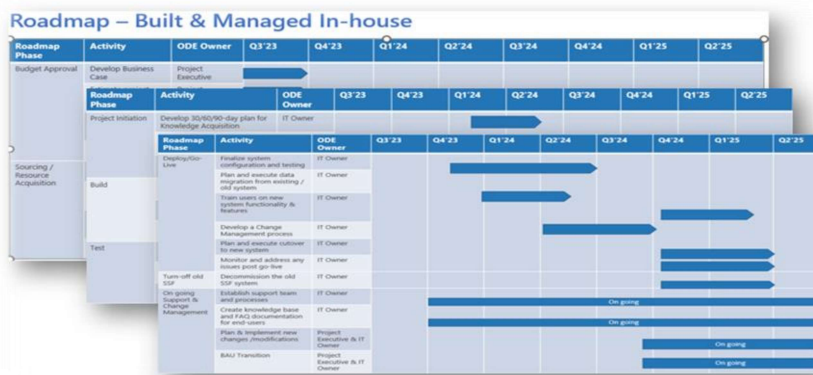 Roadmap – Built & Managed In-house
Roadmap Activity ODE Owner Q3'23 Q4'23 Q1'24 Q2'24 Q3'24 Q4'24 Q1'25 Q2'25
Phase
Budget Approval Develop Business Project
Case Executive
Roadmap Activity ODE Q3'23 Q4'23 Q1'24 Q2'24 Q3'24 Q4'24 Q1'25 Q2'25
Phase Owner
Project Initiation Develop 30/60/90-day plan for IT Owner
Knowledge Acquisition
Sourcing /
Resource
Acquisition
Build
Test
Roadmap Activity ODE Q3'23 Q4'23 Q1'24 Q2'24 Q3'24 Q4'24 Q1'25 Q2'25
Phase Owner
Deploy/Go- Finalize system IT Owner
Live configuration and testing
Plan and execute data IT Owner
migration from existing /
old system
Train users on new IT Owner
system functionality &
features
Develop a Change IT Owner
Management process
Plan and execute cutover IT Owner
to new system
Monitor and address any IT Owner
issues post go-live
Turn-off old Decommission the old IT Owner
SSF SSF system
On going Establish support team IT Owner
Support & and processes On going
Change Create knowledge base IT Owner
Management and FAQ documentation On going
for end-users
Plan & Implement new Project
changes /modifications Executive & IT On going
Owner
BAU Transition Project
Executive & IT On going
Owner